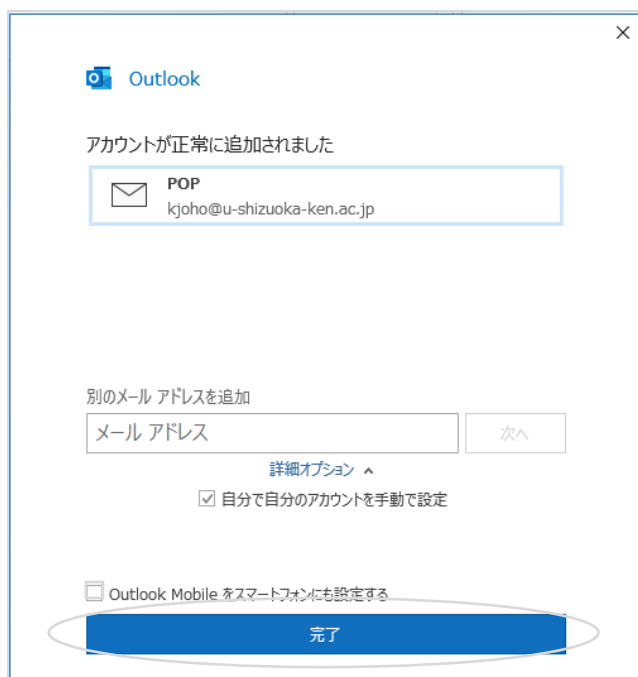 Outlook
アカウントが正常に追加されました
POP
kjoho@u-shizuoka-ken.ac.jp
別のメール アドレスを追加
メール アドレス
次へ
詳細オプション
自分で自分のアカウントを手動で設定
Outlook Mobile をスマートフォンにも設定する
完了